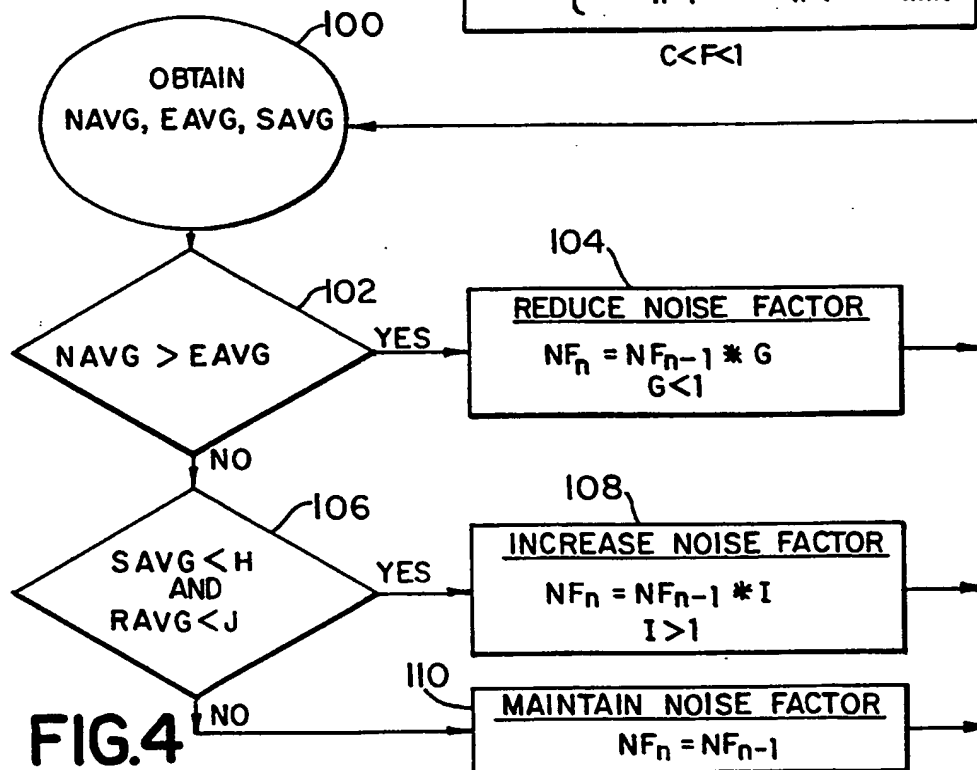 C<F<1
100
OBTAIN
NAVG, EAVG, SAVG
102
NAVG > EAVG
YES
NO
104
REDUCE NOISE FACTOR
NFn = NFn-1 * G
G<1
106
SAVG<H
AND
RAVG<J
YES
NO
108
INCREASE NOISE FACTOR
NFn = NFn-1 * I
I>1
110
MAINTAIN NOISE FACTOR
NFn = NFn-1
FIG.4